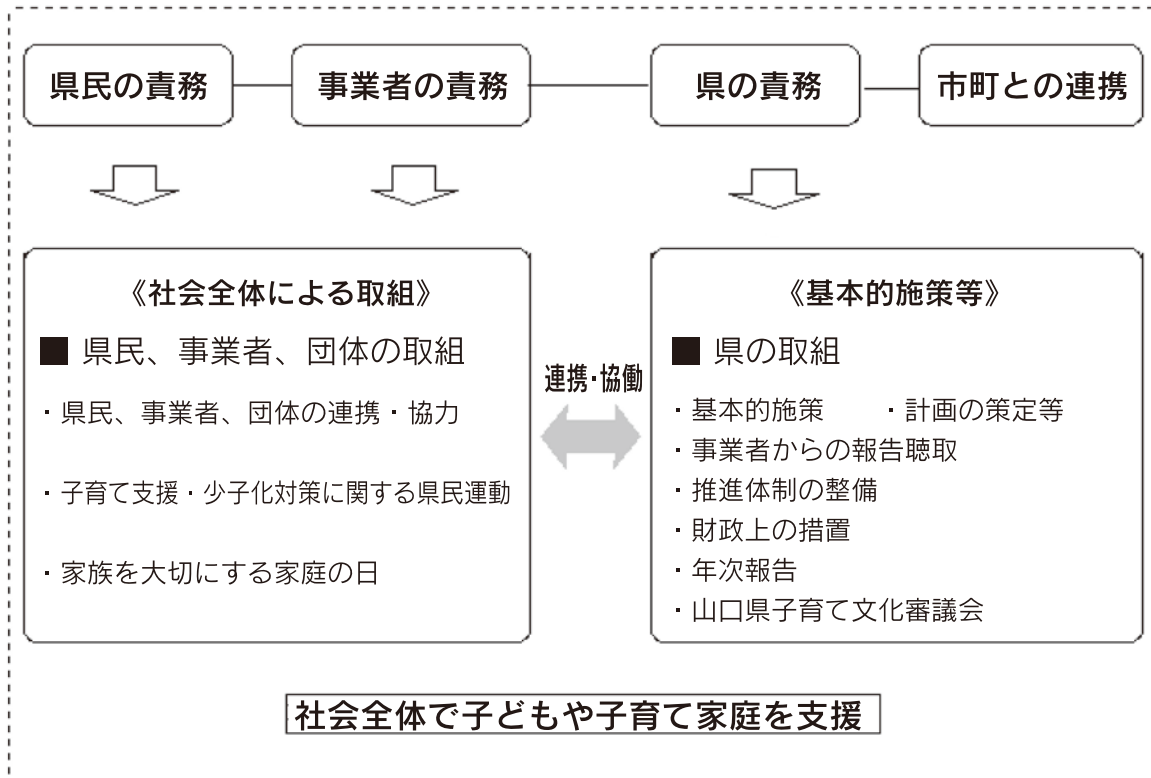 県民の責務
事業者の責務
県の責務
市町との連携
《社会全体による取組》
■ 県民、事業者、団体の取組
・県民、事業者、団体の連携・協力
・子育て支援・少子化対策に関する県民運動
・家族を大切にする家庭の日
連携・協働
《基本的施策等》
■ 県の取組
・基本的施策　・計画の策定等
・事業者からの報告聴取
・推進体制の整備
・財政上の措置
・年次報告
・山口県子育て文化審議会
社会全体で子どもや子育て家庭を支援